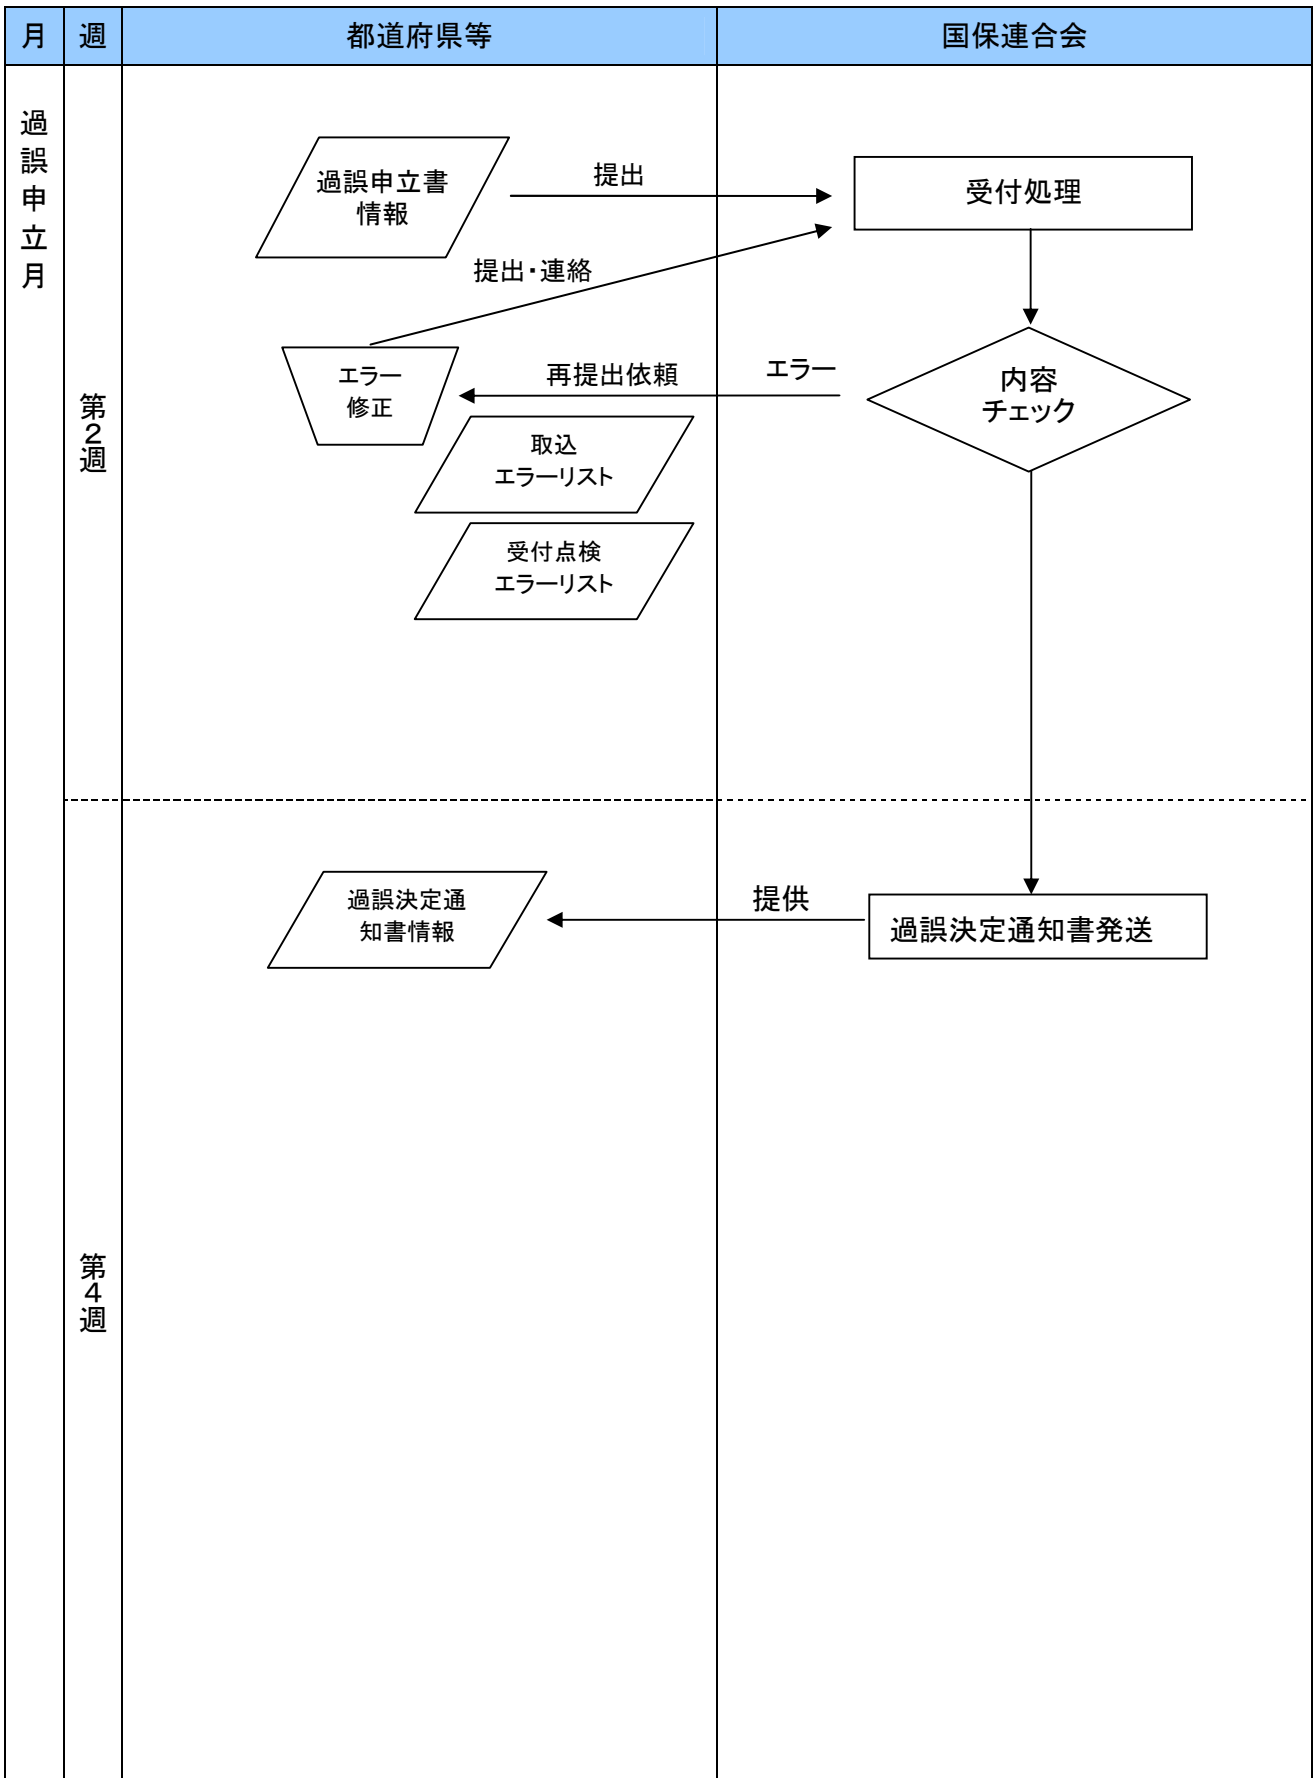 月
週
都道府県等
国保連合会
過誤申立月
第2週
過誤申立書
情報
提出
受付処理
提出・連絡
エラー
修正
再提出依頼
エラー
内容
チェック
取込
エラーリスト
受付点検
エラーリスト
第4週
過誤決定通
知書情報
提供
過誤決定通知書発送